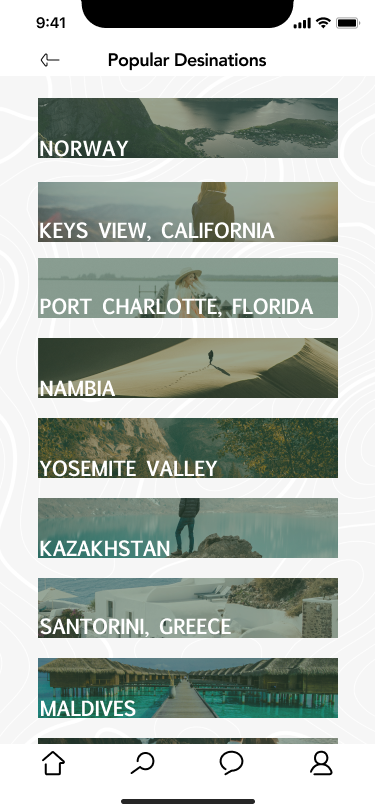 9:41
Popular Desinations
NORWAY
KEYS VIEW, CALIFORNIA
PORT CHARLOTTE, FLORIDA
NAMBIA
YOSEMITE VALLEY
KAZAKHSTAN
SANTORINI, GREECE
MALDIVES